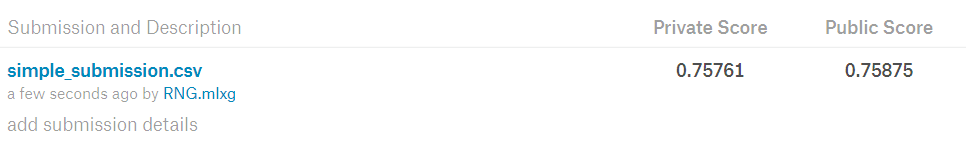 Submission and Description Private Score Public Score
simple_submission.csv 0.75761 0.75875
a few seconds ago by RNG.mlxg
add submission details